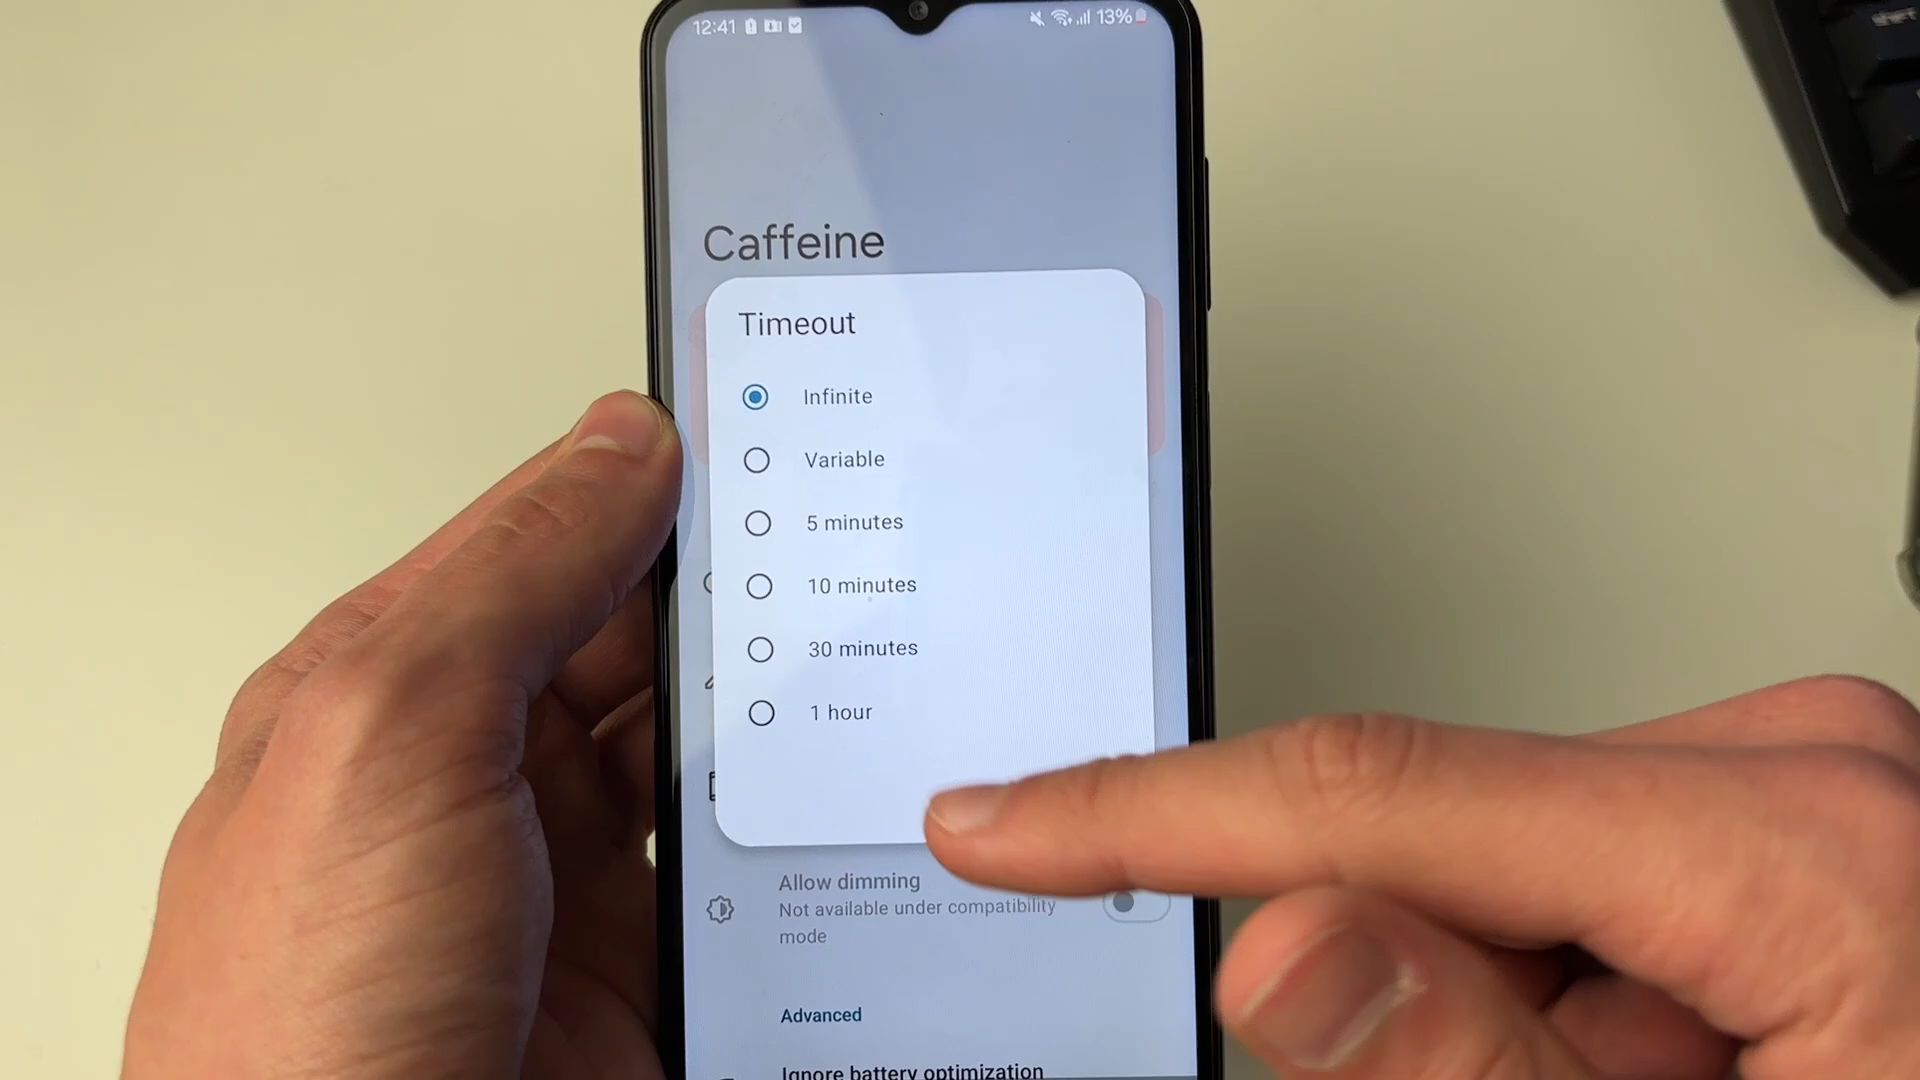 12:41 13%
Caffeine
Timeout
Infinite
Variable
5 minutes
10 minutes
30 minutes
1 hour
Allow dimming
Not available under compatibility
mode
Advanced
Ignore battery optimization
shift